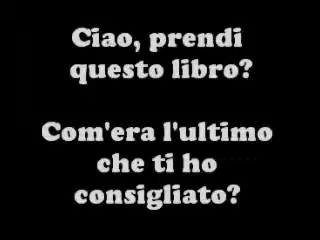 Ciao, prendi
questo libro?
Com'era l'ultimo
che ti ho
consigliato?